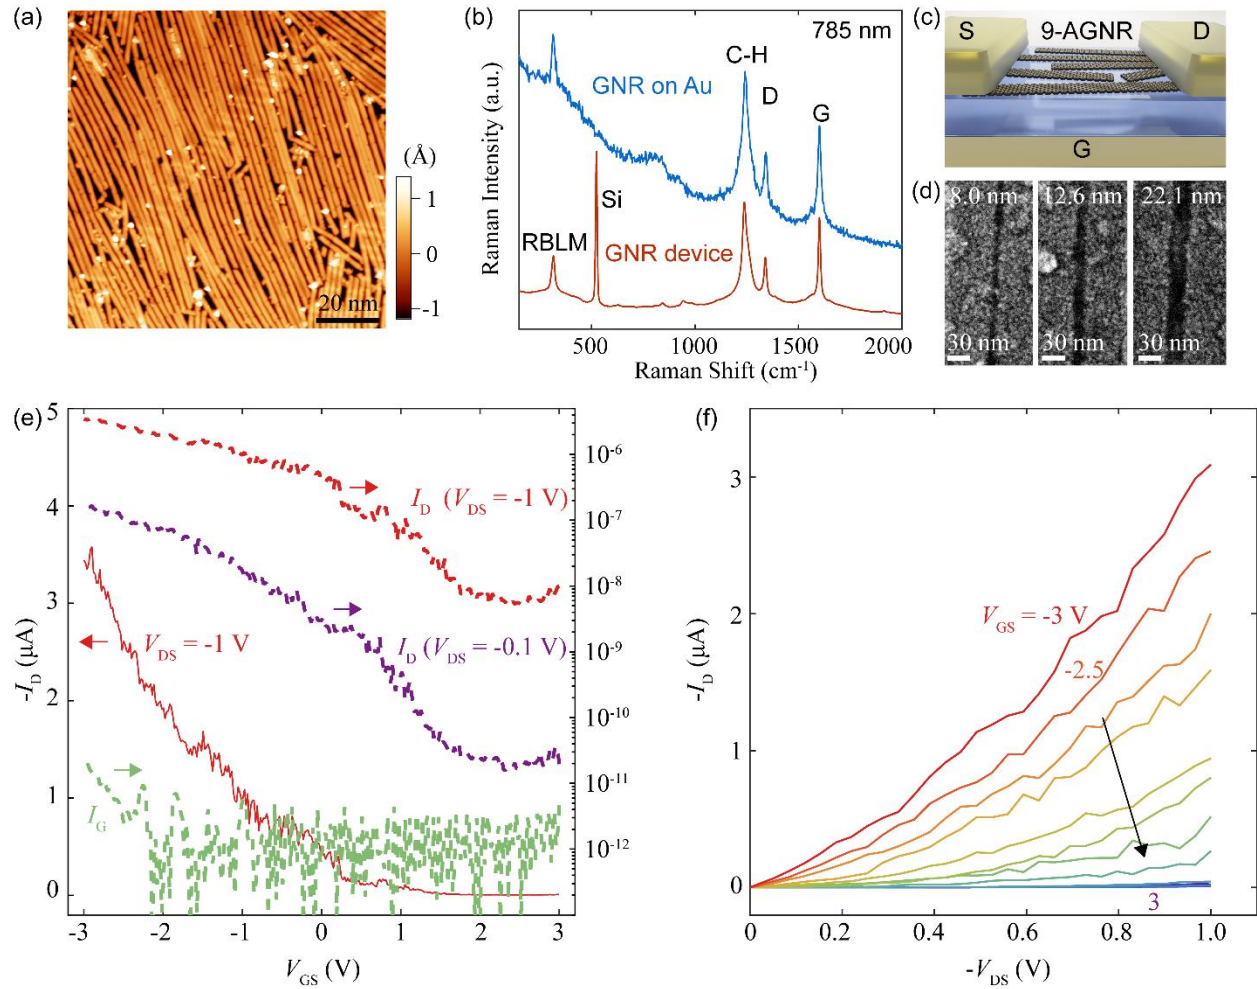 (a)
(Å)
1
0
-1
20 nm
(b)
785 nm
C-H
GNR on Au
D
G
Si
RBLM
GNR device
Raman Intensity (a.u.)
500
1000
1500
2000
Raman Shift (cm⁻¹)
(c)
S
9-AGNR
D
G
(d)
8.0 nm
12.6 nm
22.1 nm
30 nm
30 nm
30 nm
(e)
5
4
3
2
1
0
-I_D (μA)
10⁻⁶
10⁻⁷
10⁻⁸
10⁻⁹
10⁻¹⁰
10⁻¹¹
10⁻¹²
I_D (V_DS = -1 V)
I_D (V_DS = -0.1 V)
V_DS = -1 V
I_G
-3
-2
-1
0
1
2
3
V_GS (V)
(f)
3
2
1
0
-I_D (μA)
V_GS = -3 V
-2.5
3
0
0.2
0.4
0.6
0.8
1.0
-V_DS (V)